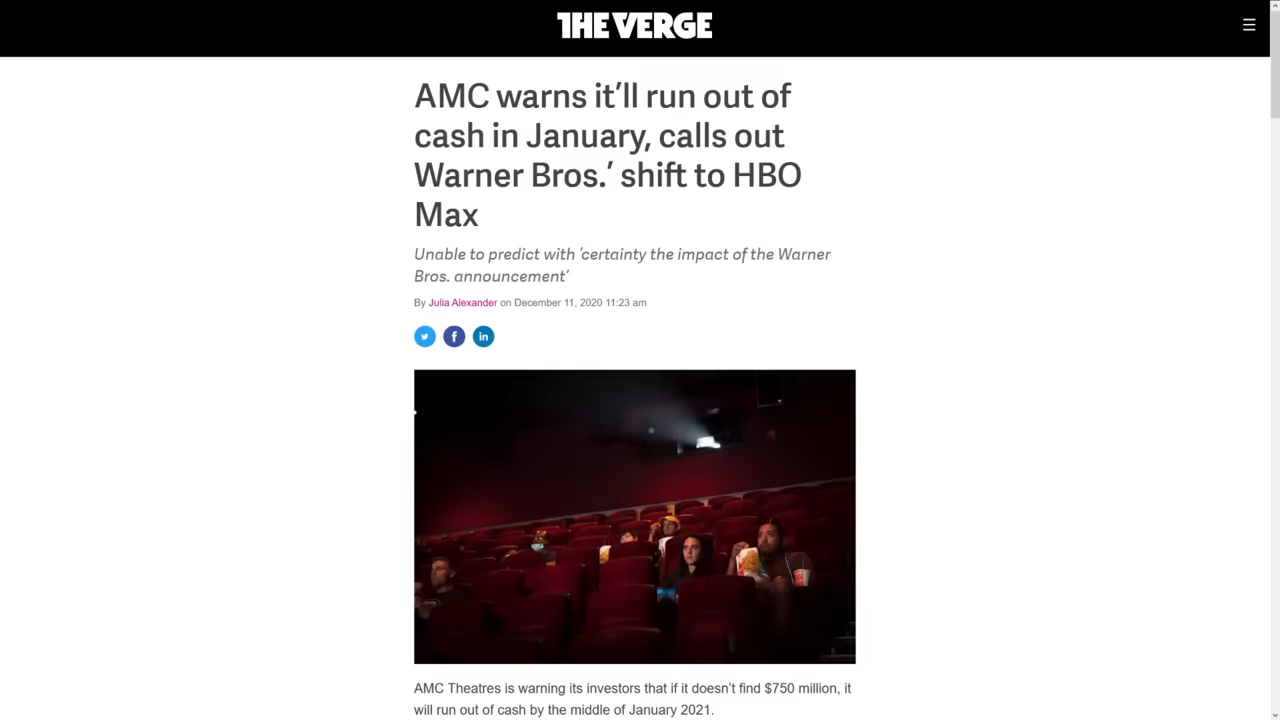 THE VERGE
AMC warns it’ll run out of
cash in January, calls out
Warner Bros.’ shift to HBO
Max
Unable to predict with ‘certainty the impact of the Warner
Bros. announcement’
By Julia Alexander on December 11, 2020 11:23 am
AMC Theatres is warning its investors that if it doesn’t find $750 million, it
will run out of cash by the middle of January 2021.